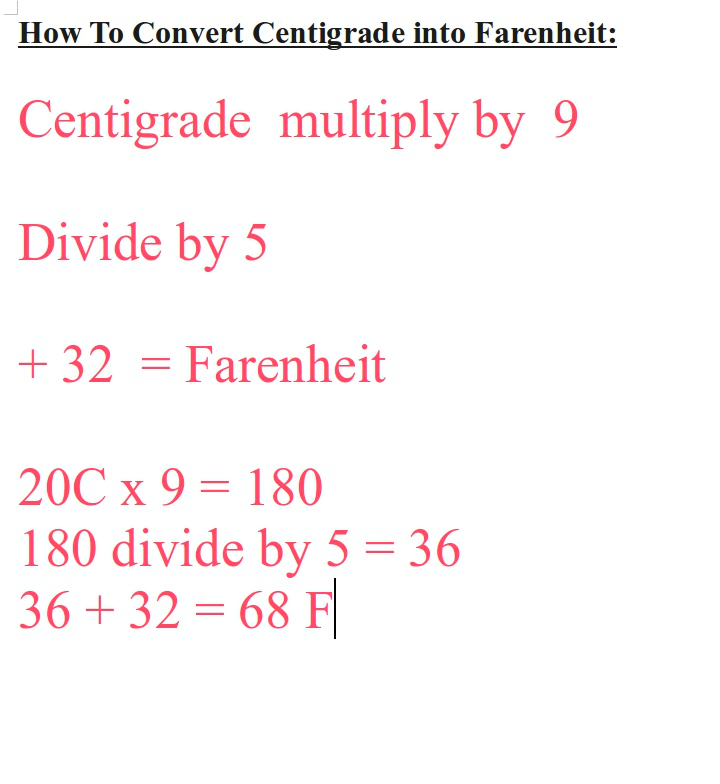 How To Convert Centigrade into Farenheit:
Centigrade  multiply by  9
Divide by 5
+ 32  = Farenheit
20C x 9 = 180
180 divide by 5 = 36
36 + 32 = 68 F